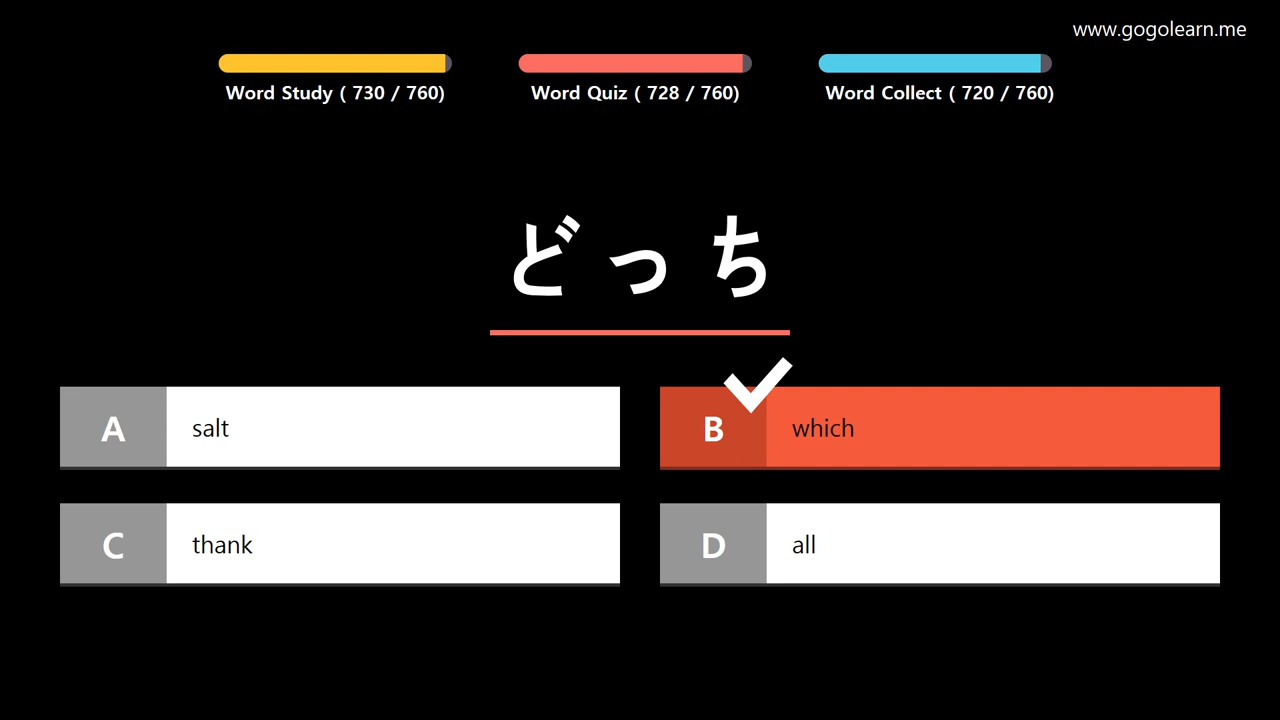 www.gogolearn.me
Word Study ( 730 / 760)
Word Quiz ( 728 / 760)
Word Collect ( 720 / 760)
どっち
A salt
B which
C thank
D all